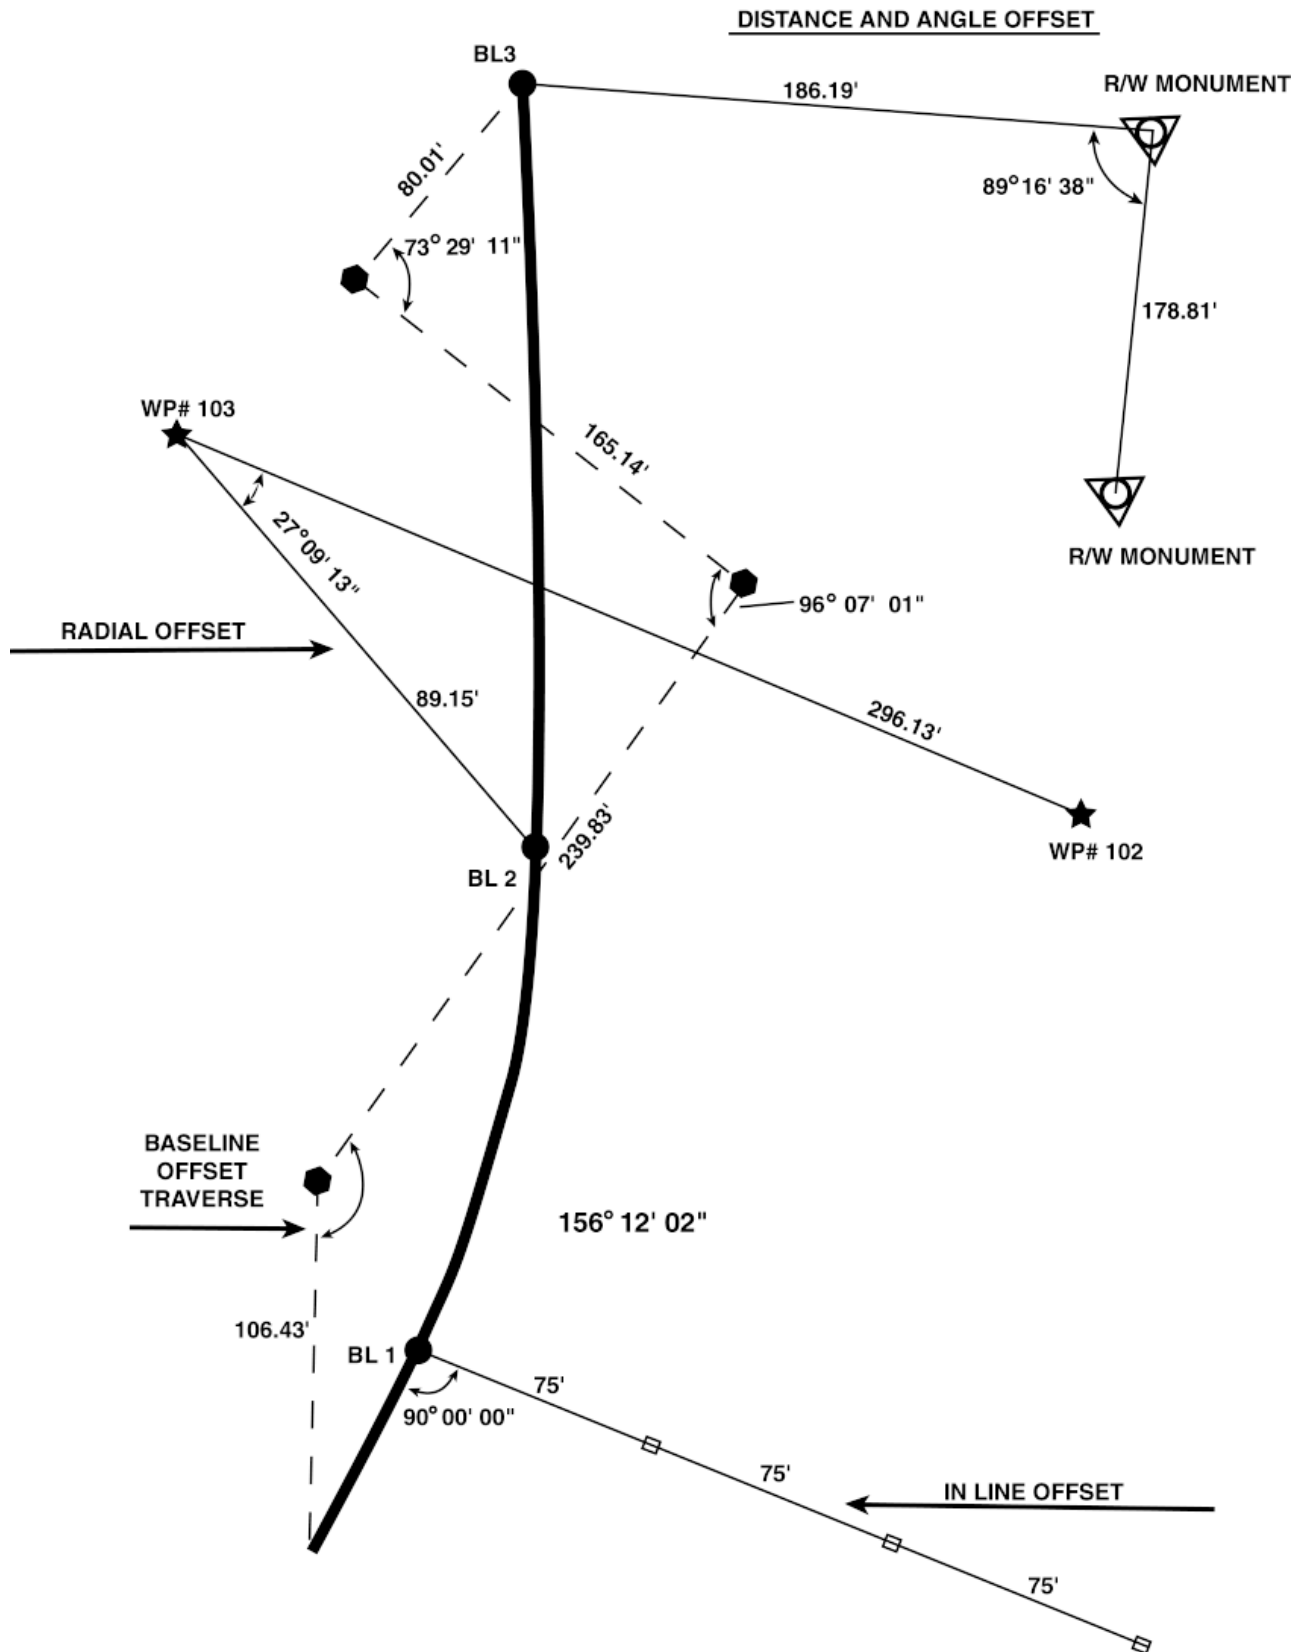 DISTANCE AND ANGLE OFFSET
BL3
186.19'
R/W MONUMENT
80.01'
89° 16' 38"
73° 29' 11"
178.81'
WP# 103
165.14'
27° 09' 13"
R/W MONUMENT
96° 07' 01"
RADIAL OFFSET
89.15'
296.13'
239.83'
WP# 102
BL 2
BASELINE
OFFSET
TRAVERSE
156° 12' 02"
106.43'
BL 1
75'
90° 00' 00"
75'
IN LINE OFFSET
75'